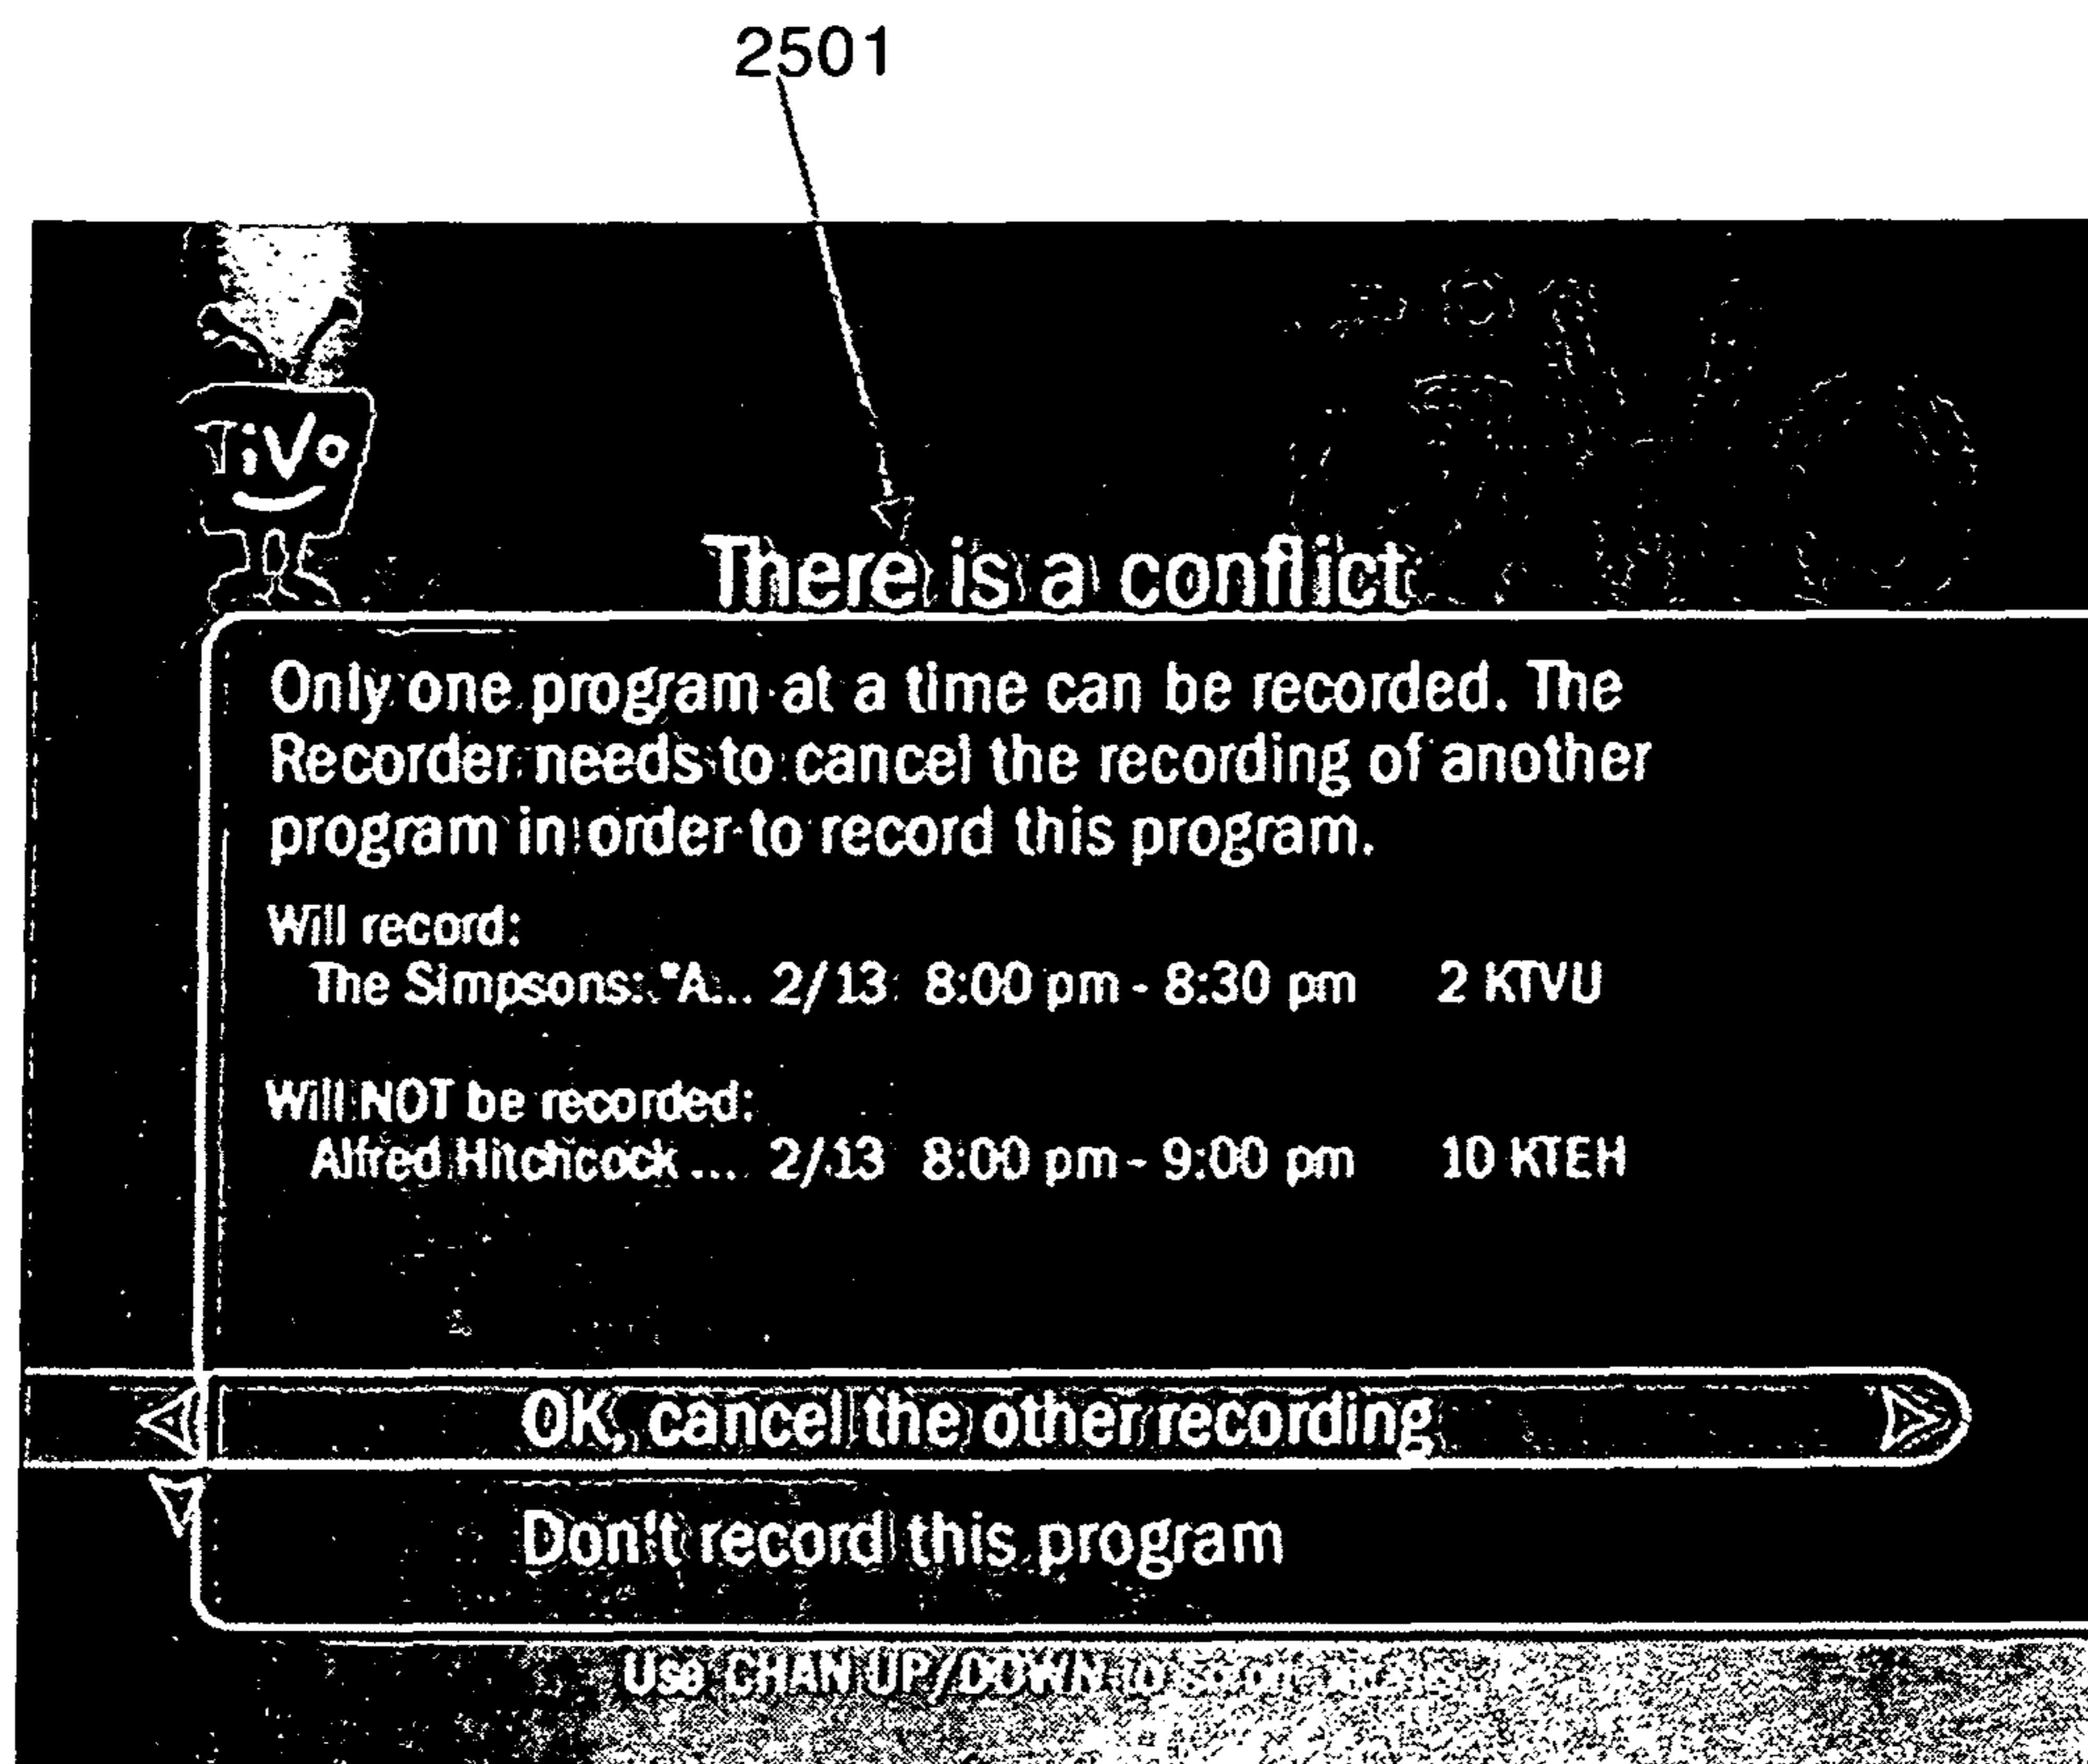 2501
TiVo
There is a conflict
Only one program at a time can be recorded. The
Recorder needs to cancel the recording of another
program in order to record this program.
Will record:
The Simpsons: "A... 2/13 8:00 pm - 8:30 pm 2 KTVU
Will NOT be recorded:
Alfred Hitchcock ... 2/13 8:00 pm - 9:00 pm 10 KTEH
OK, cancel the other recording
Don't record this program
Use CHAN UP/DOWN to